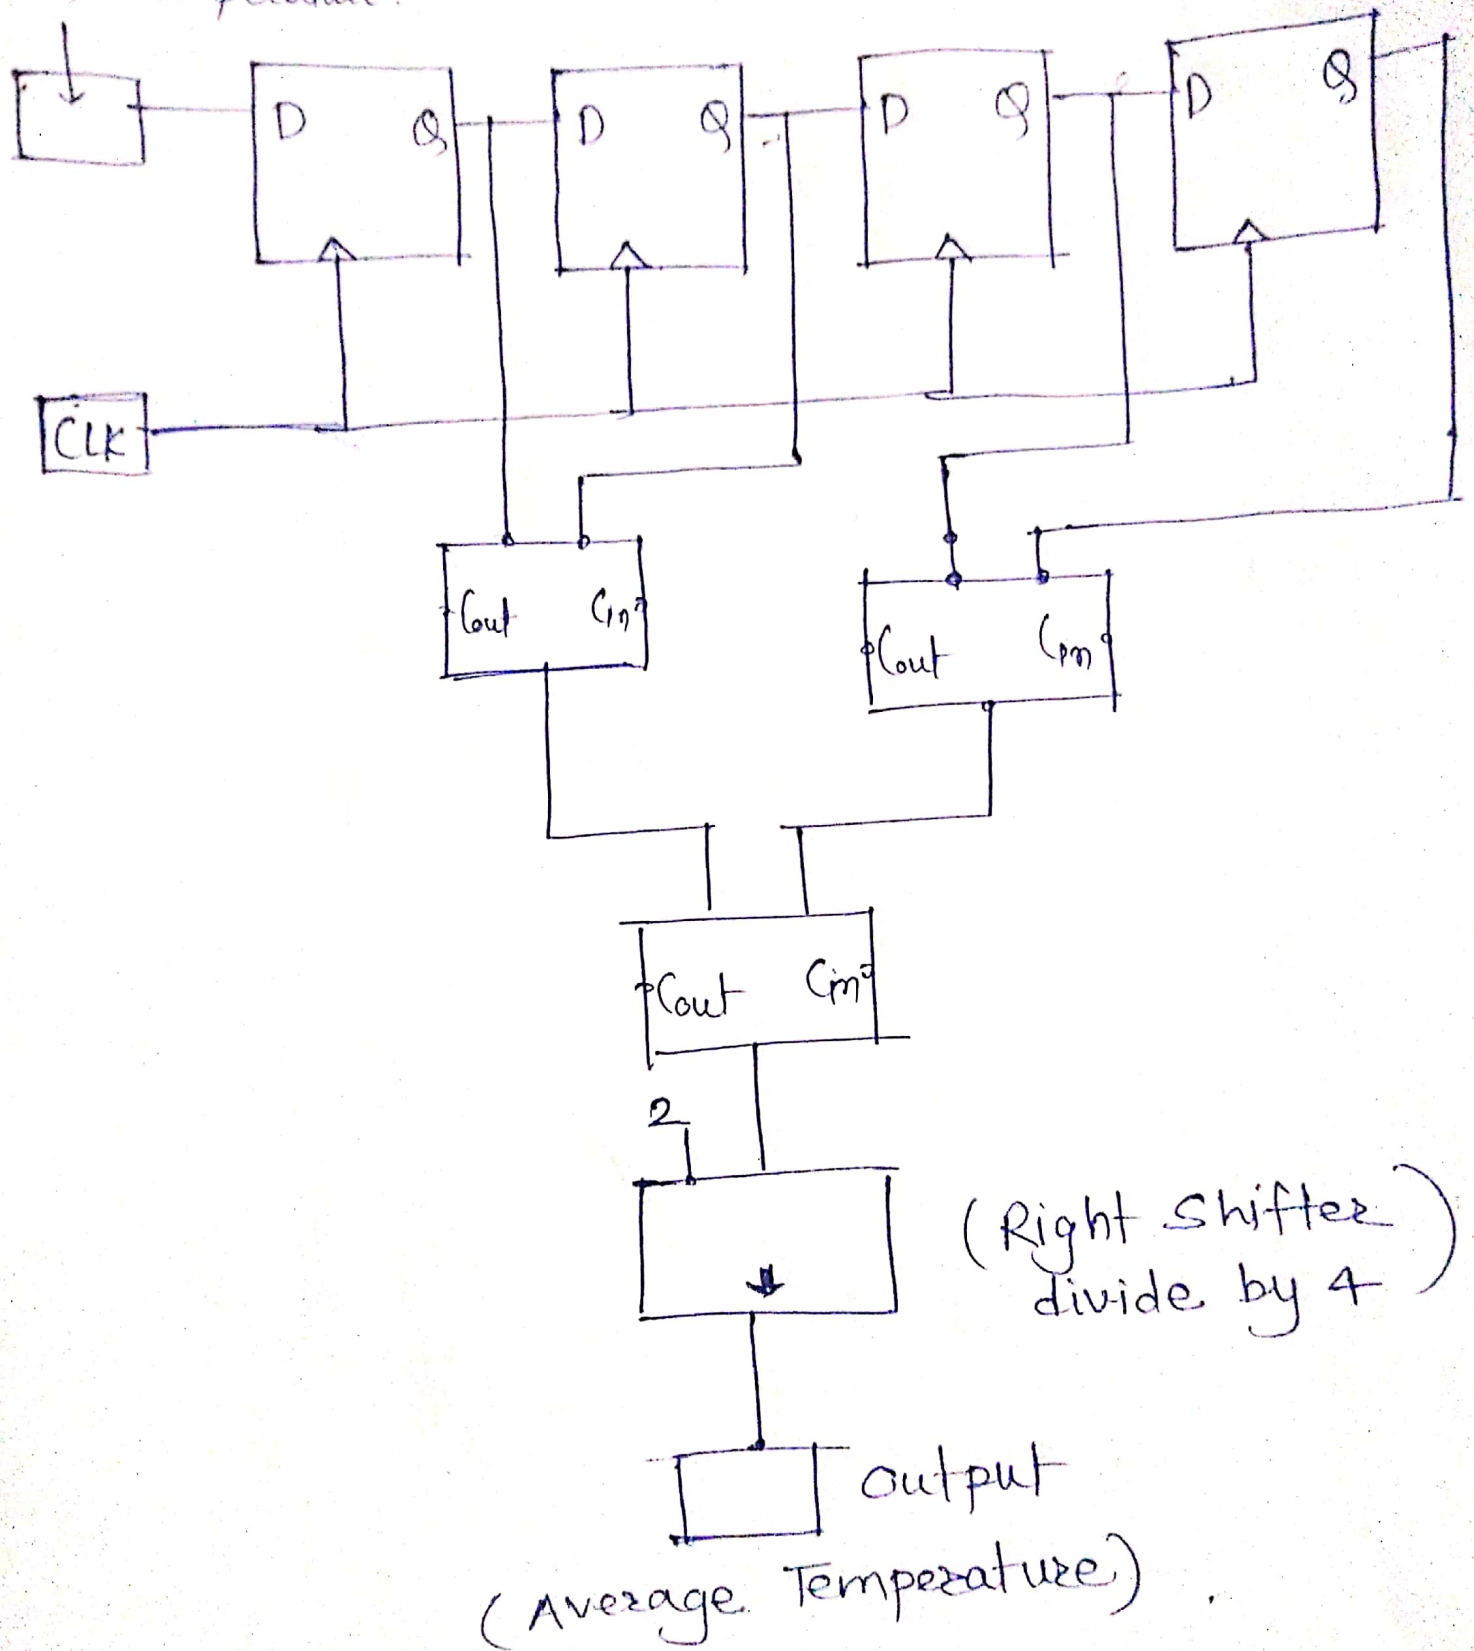 D Q D Q D Q D Q
CLK
Cout Cin
Cout Cin
Cout Cin
2
(Right Shifter)
divide by 4
output
(Average Temperature).